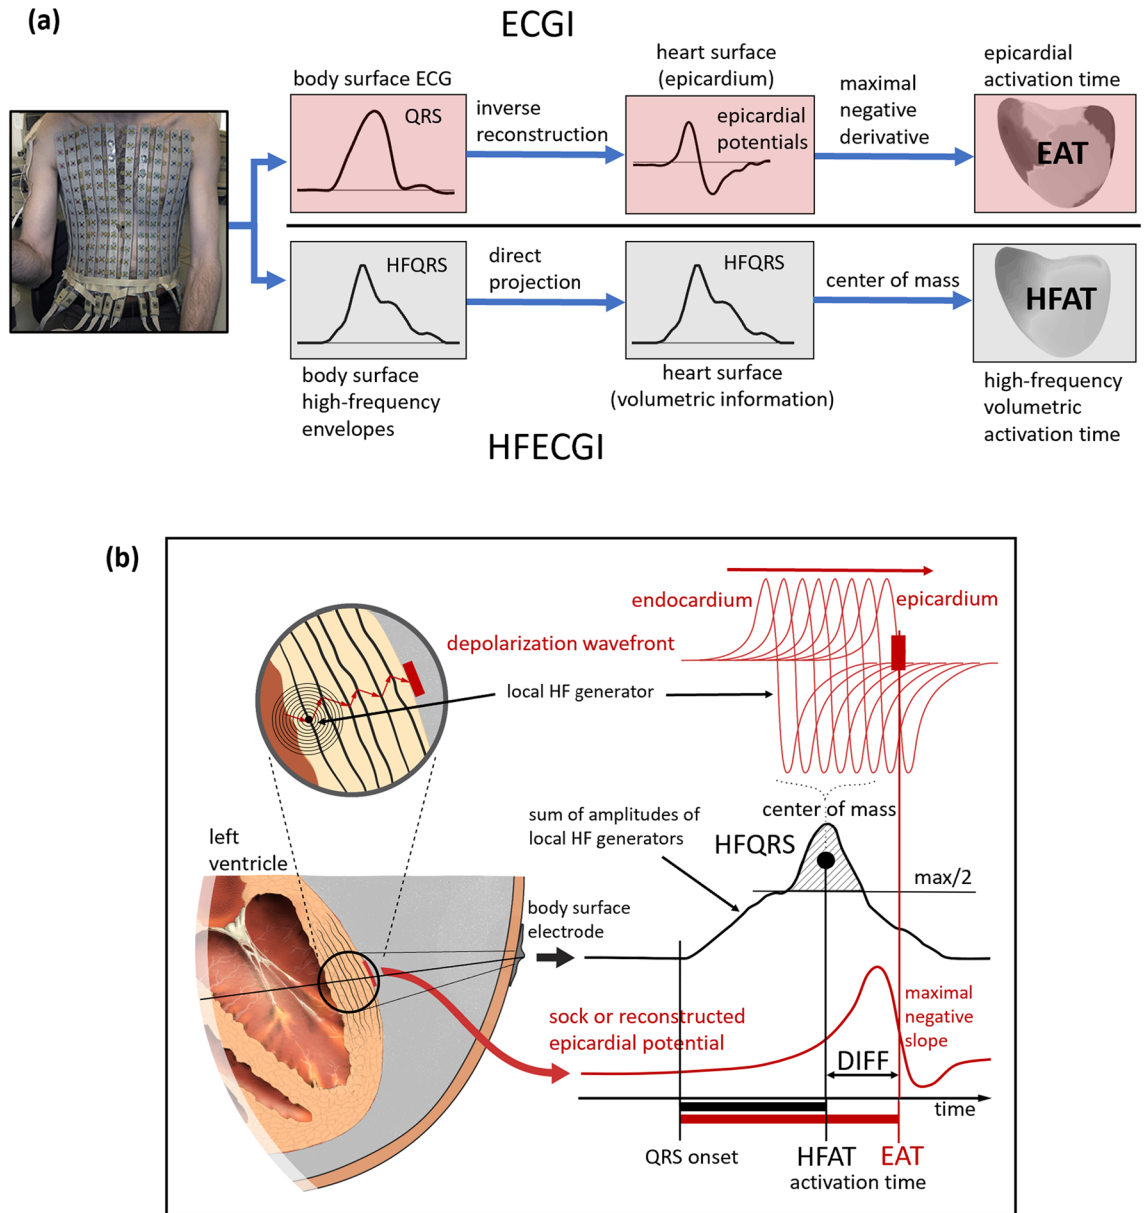 (a)
ECGI
body surface ECG
QRS
inverse
reconstruction
heart surface
(epicardium)
epicardial
potentials
maximal
negative
derivative
epicardial
activation time
EAT
HFQRS
direct
projection
HFQRS
center of mass
HFAT
body surface
high-frequency
envelopes
heart surface
(volumetric information)
high-frequency
volumetric
activation time
HFECGI
(b)
endocardium
epicardium
depolarization wavefront
local HF generator
center of mass
sum of amplitudes of
local HF generators
HFQRS
max/2
left
ventricle
body surface
electrode
sock or reconstructed
epicardial potential
maximal
negative
slope
DIFF
time
QRS onset
HFAT
EAT
activation time